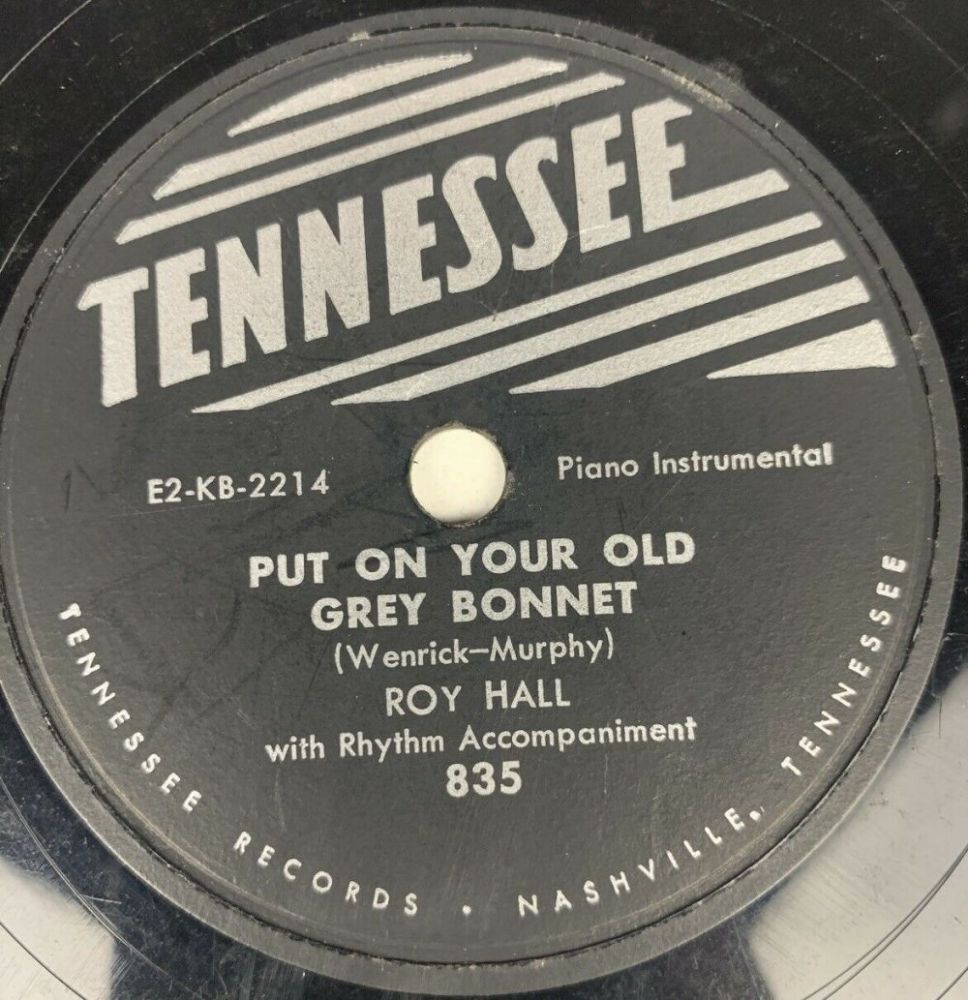 TENNESSEE
E2-KB-2214
Piano Instrumental
PUT ON YOUR OLD
GREY BONNET
(Wenrick–Murphy)
ROY HALL
with Rhythm Accompaniment
835
TENNESSEE RECORDS • NASHVILLE, TENNESSEE